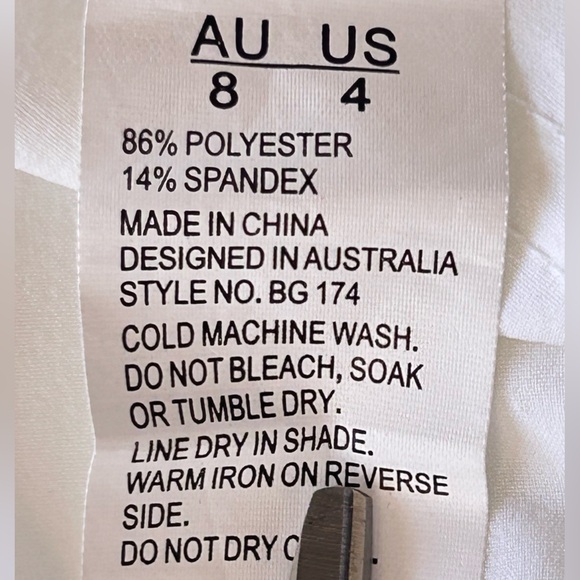 AU US
8 4
86% POLYESTER
14% SPANDEX
MADE IN CHINA
DESIGNED IN AUSTRALIA
STYLE NO. BG 174
COLD MACHINE WASH.
DO NOT BLEACH, SOAK
OR TUMBLE DRY.
LINE DRY IN SHADE.
WARM IRON ON REVERSE
SIDE.
DO NOT DRY